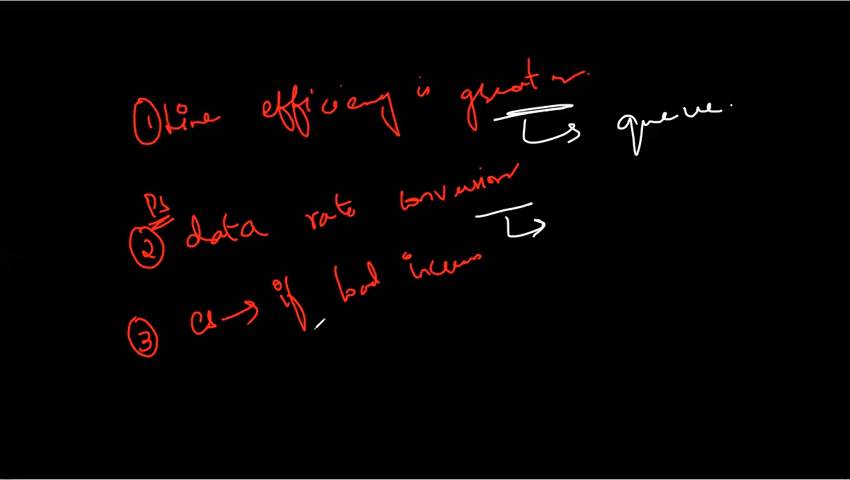 ① Line efficiency is greater.
↳ queue.
PS
② data rate conversion
↳
③ CS → if load increases